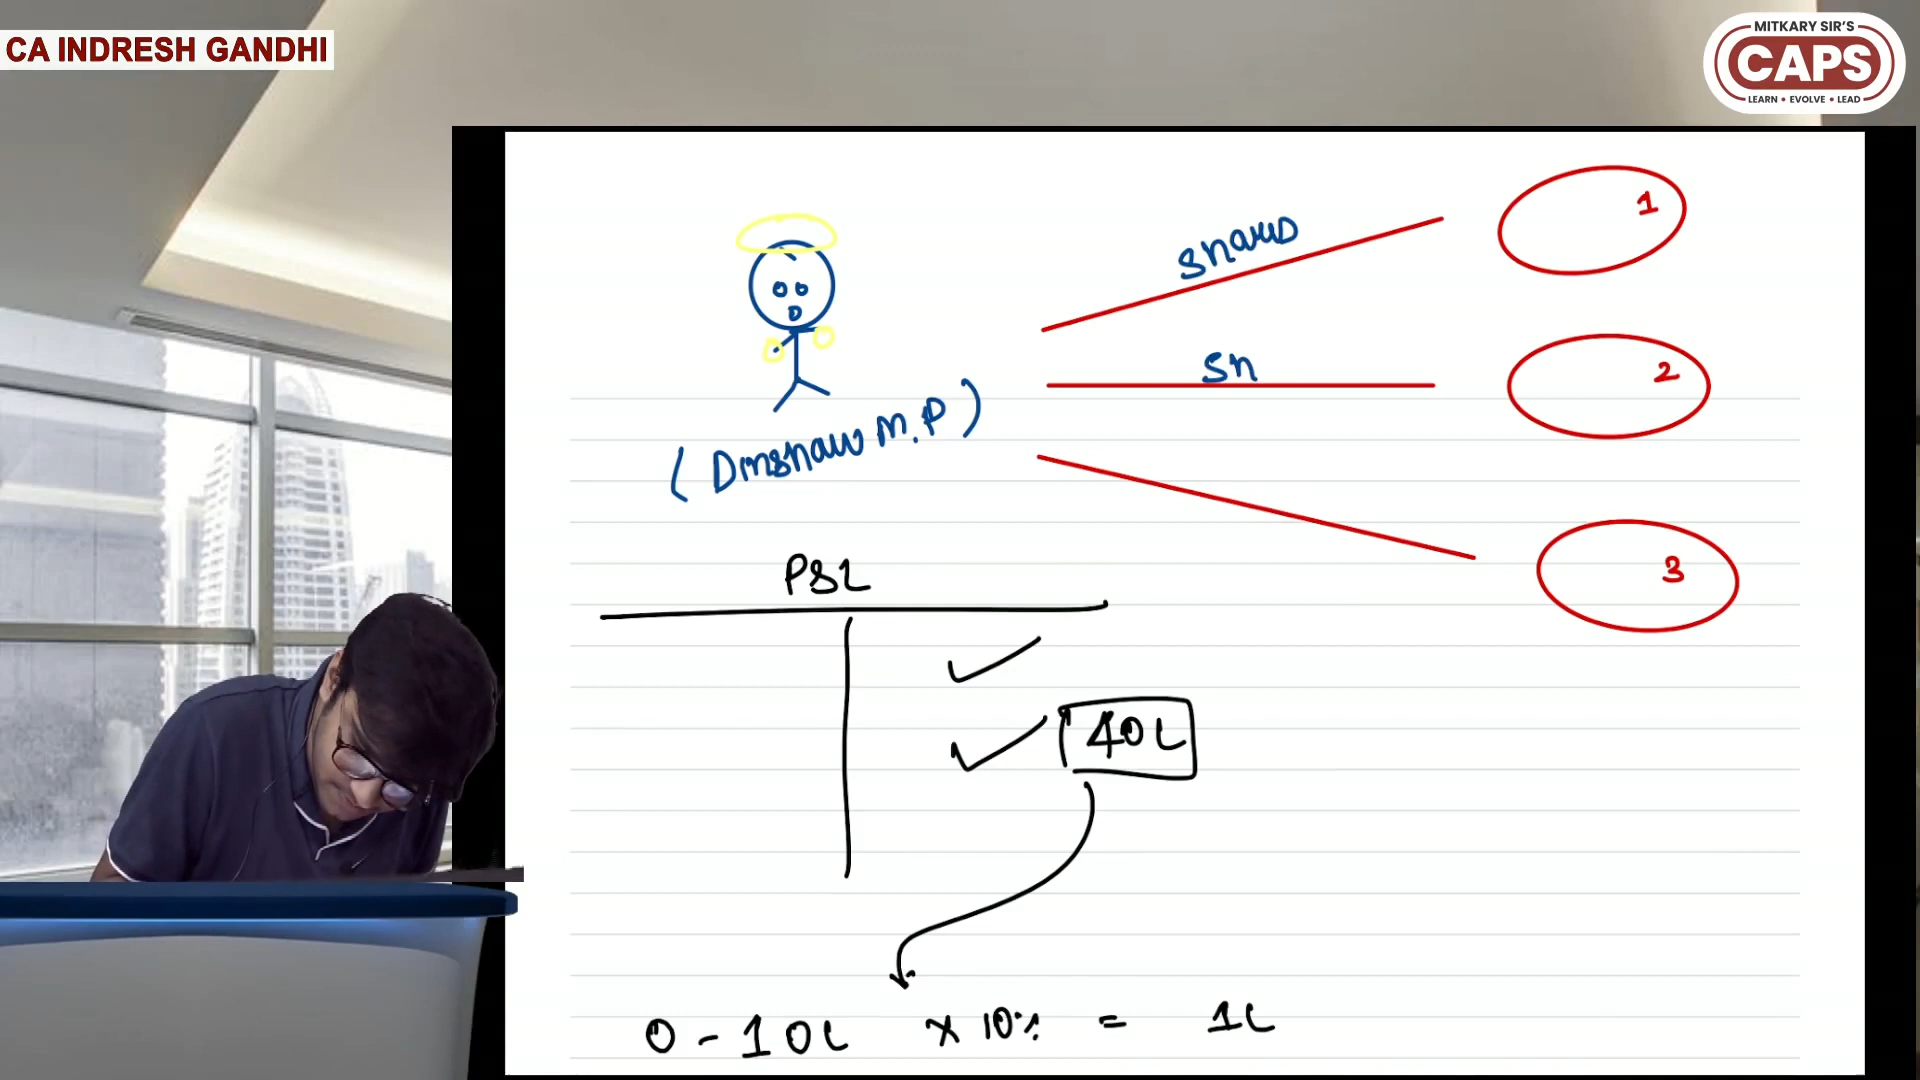 CA INDRESH GANDHI
MITKARY SIR'S
CAPS
LEARN • EVOLVE • LEAD
1
shares
2
Sh
(Dinshaw M.P)
3
P&L
40L
0 - 10L × 10% = 1L